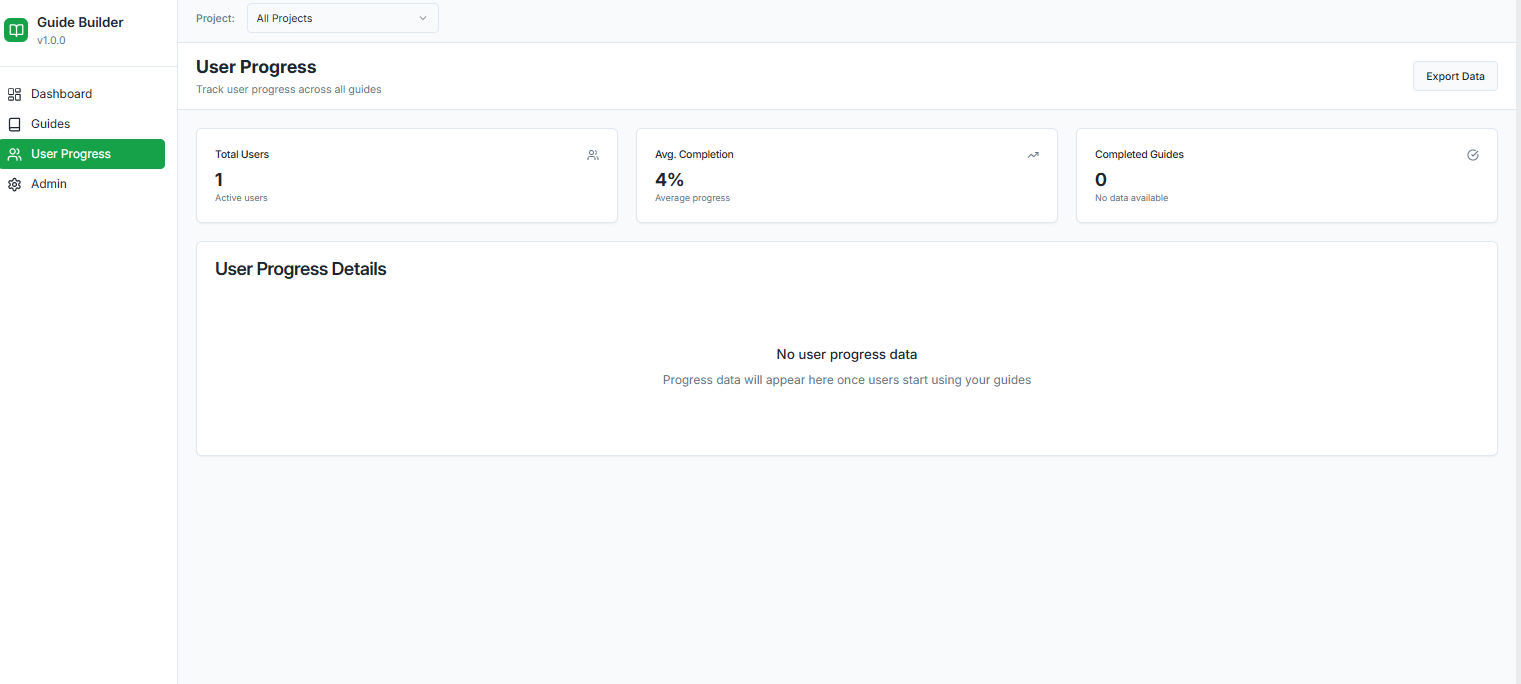 Guide Builder
v1.0.0
Dashboard
Guides
User Progress
Admin
Project:
All Projects
User Progress
Track user progress across all guides
Export Data
Total Users
1
Active users
Avg. Completion
4%
Average progress
Completed Guides
0
No data available
User Progress Details
No user progress data
Progress data will appear here once users start using your guides